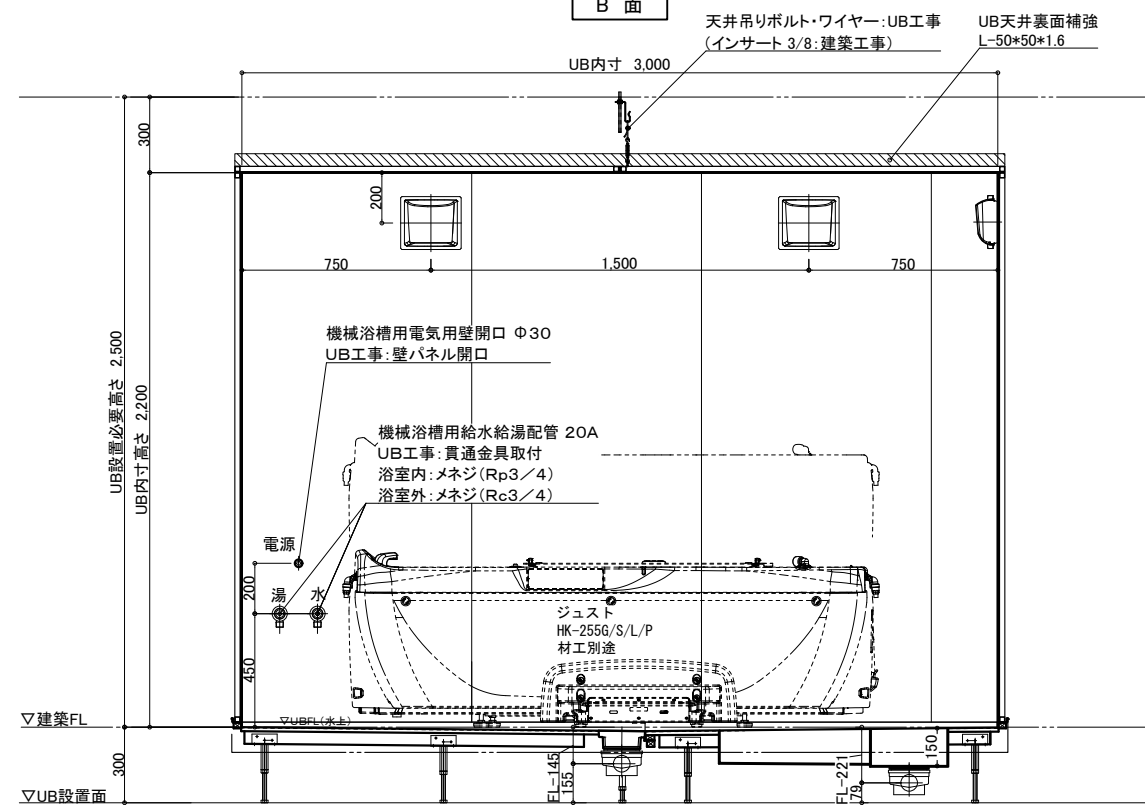 B 面
天井吊りボルト・ワイヤー:UB工事
(インサート 3/8:建築工事)
UB天井裏面補強
L-50*50*1.6
UB内寸 3,000
300
200
750
1,500
750
UB設置必要高さ 2,500
UB内寸高さ 2,200
機械浴槽用電気用壁開口 Φ30
UB工事:壁パネル開口
機械浴槽用給水給湯配管 20A
UB工事:貫通金具取付
浴室内:メネジ(Rp3/4)
浴室外:メネジ(Rc3/4)
電源
200
湯 水
450
ジュスト
HK-255G/S/L/P
材工別途
▽建築FL
▽UBFL(水上)
300
FL-145
155
FL-221
79
150
▽UB設置面